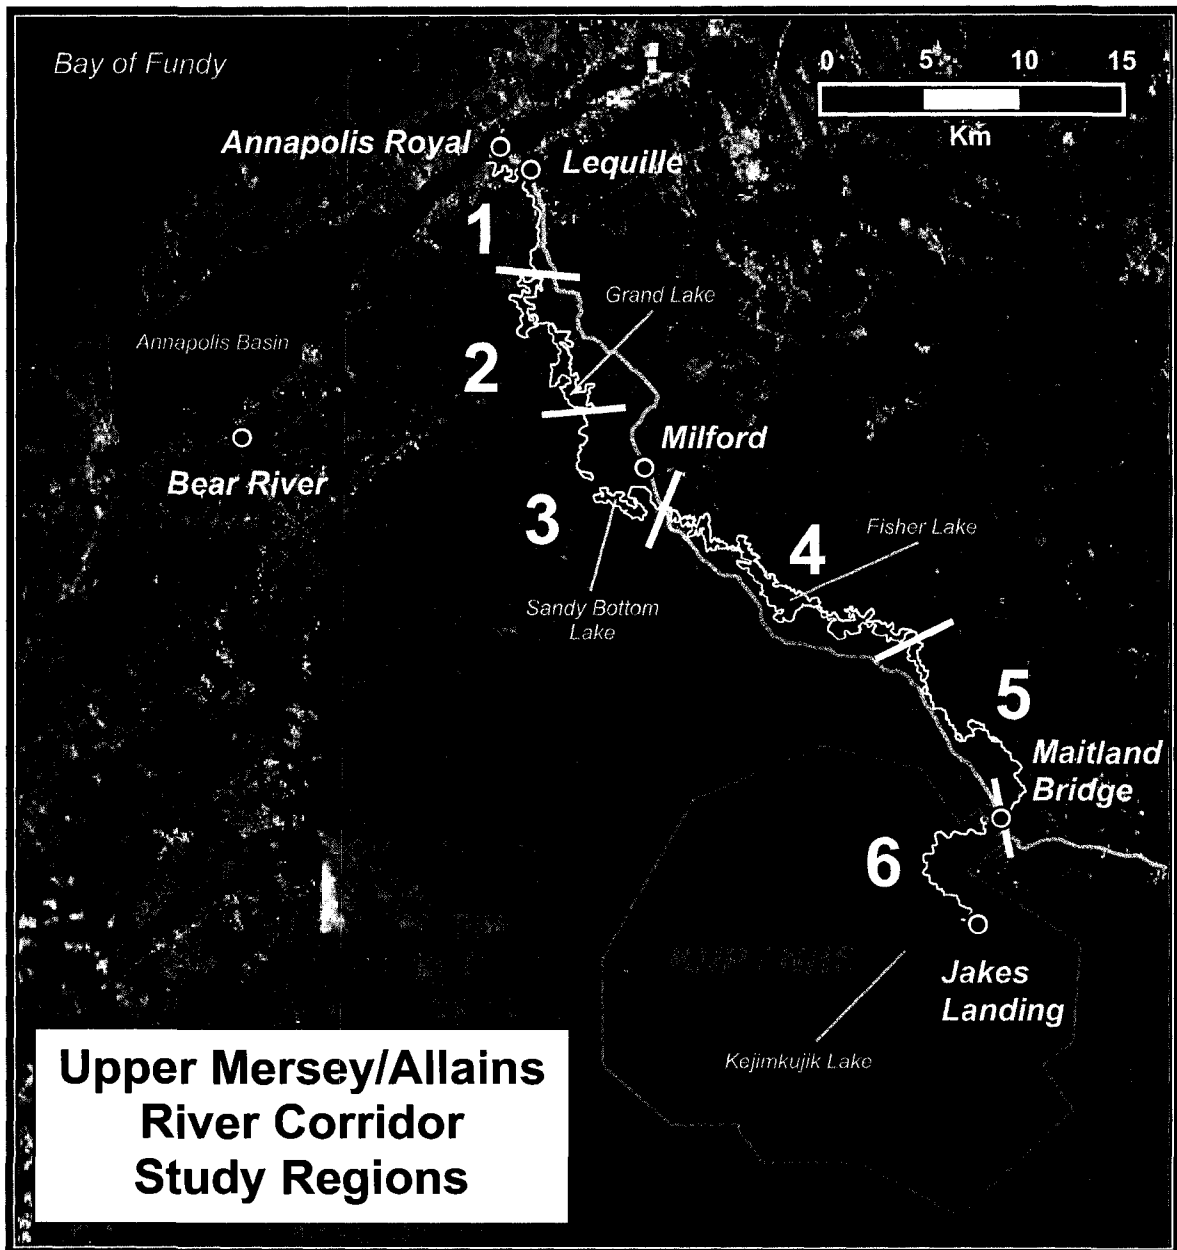 Bay of Fundy
0 5 10 15
Km
Annapolis Royal
Lequille
1
Grand Lake
Annapolis Basin
2
Milford
Bear River
3
4
Fisher Lake
Sandy Bottom
Lake
5
Maitland
Bridge
6
Jakes
Landing
Kejimkujik Lake
Upper Mersey/Allains
River Corridor
Study Regions